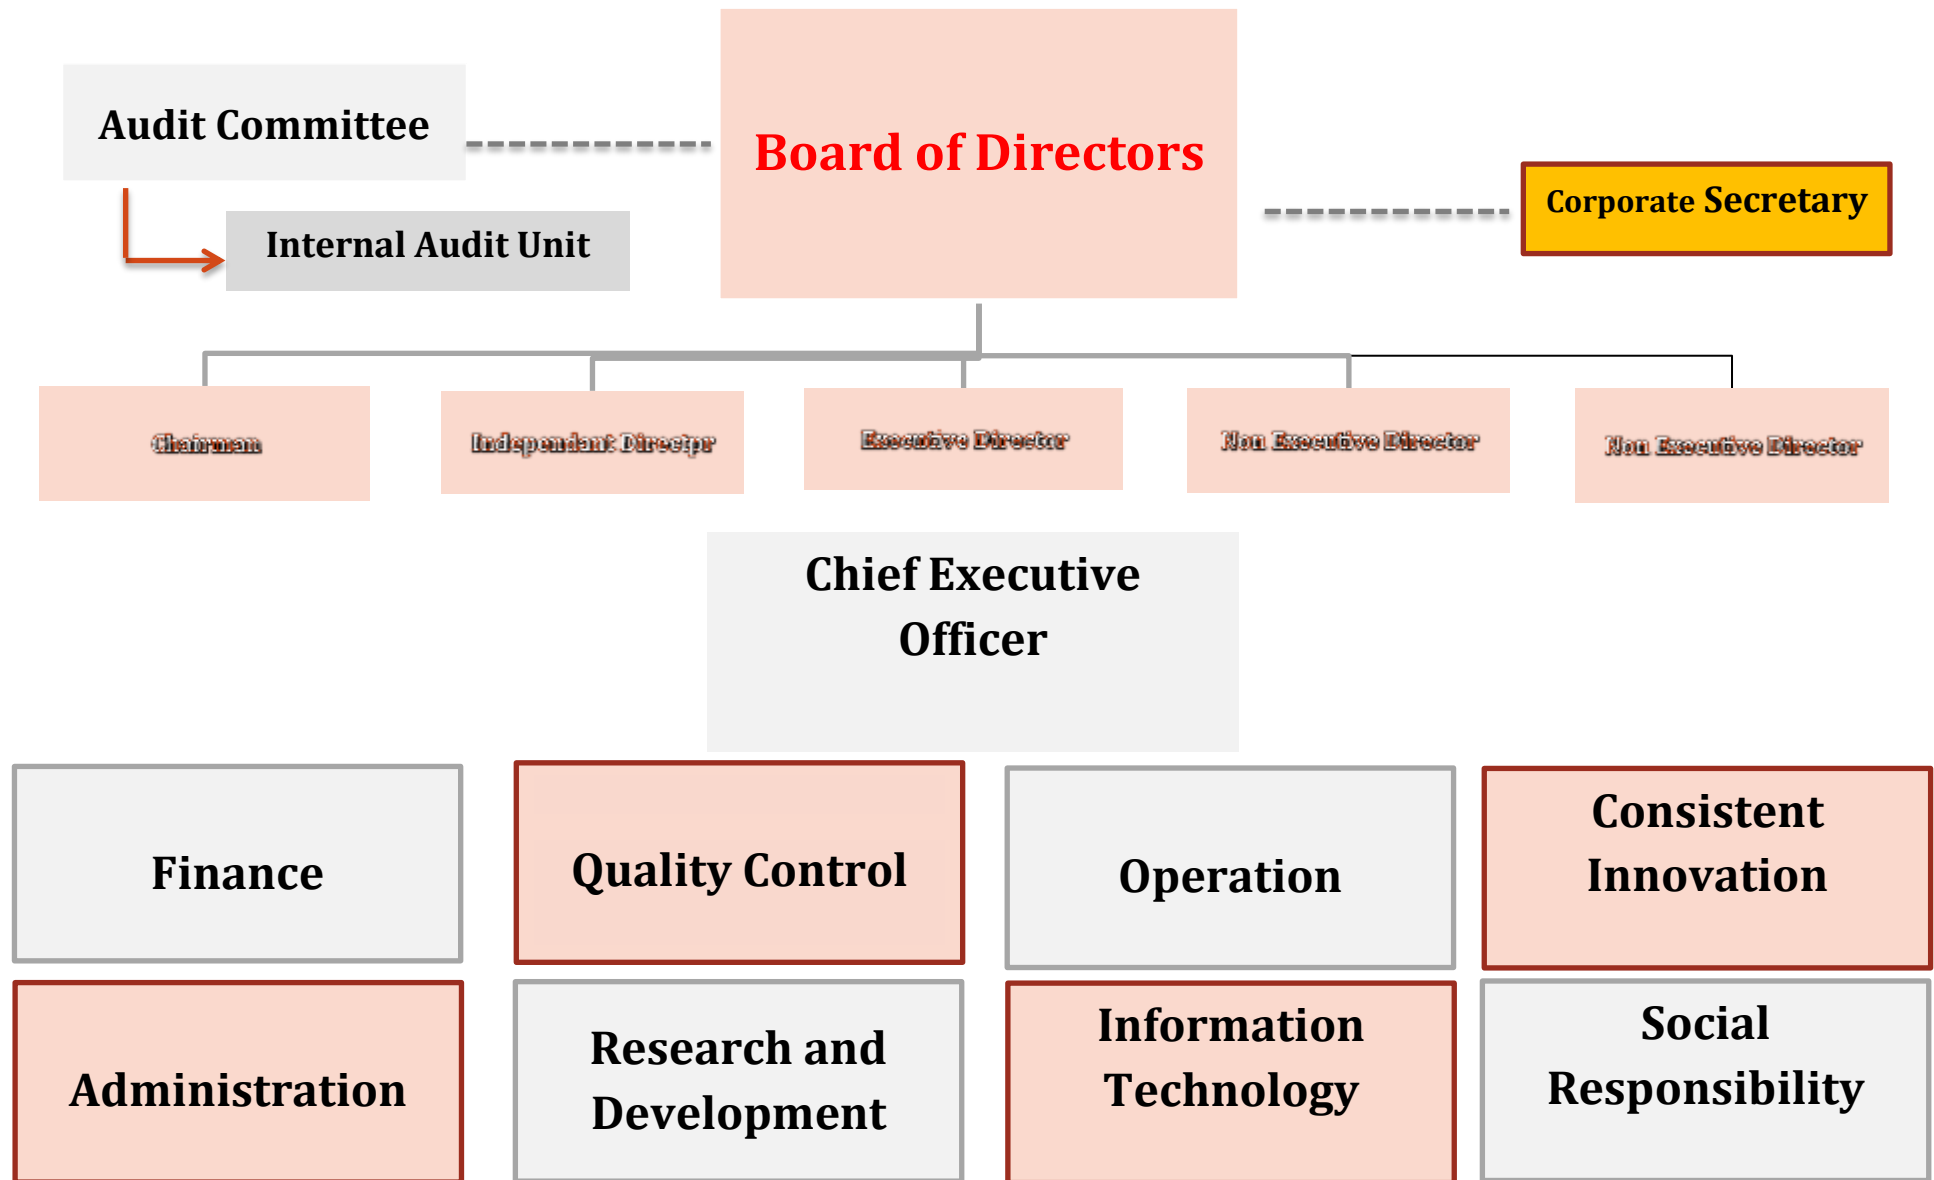 Audit Committee
Board of Directors
Corporate Secretary
Internal Audit Unit
Chairman
Independant Directpr
Executive Director
Non Executive Director
Non Executive Director
Chief Executive
Officer
Finance
Quality Control
Operation
Consistent
Innovation
Administration
Research and
Development
Information
Technology
Social
Responsibility